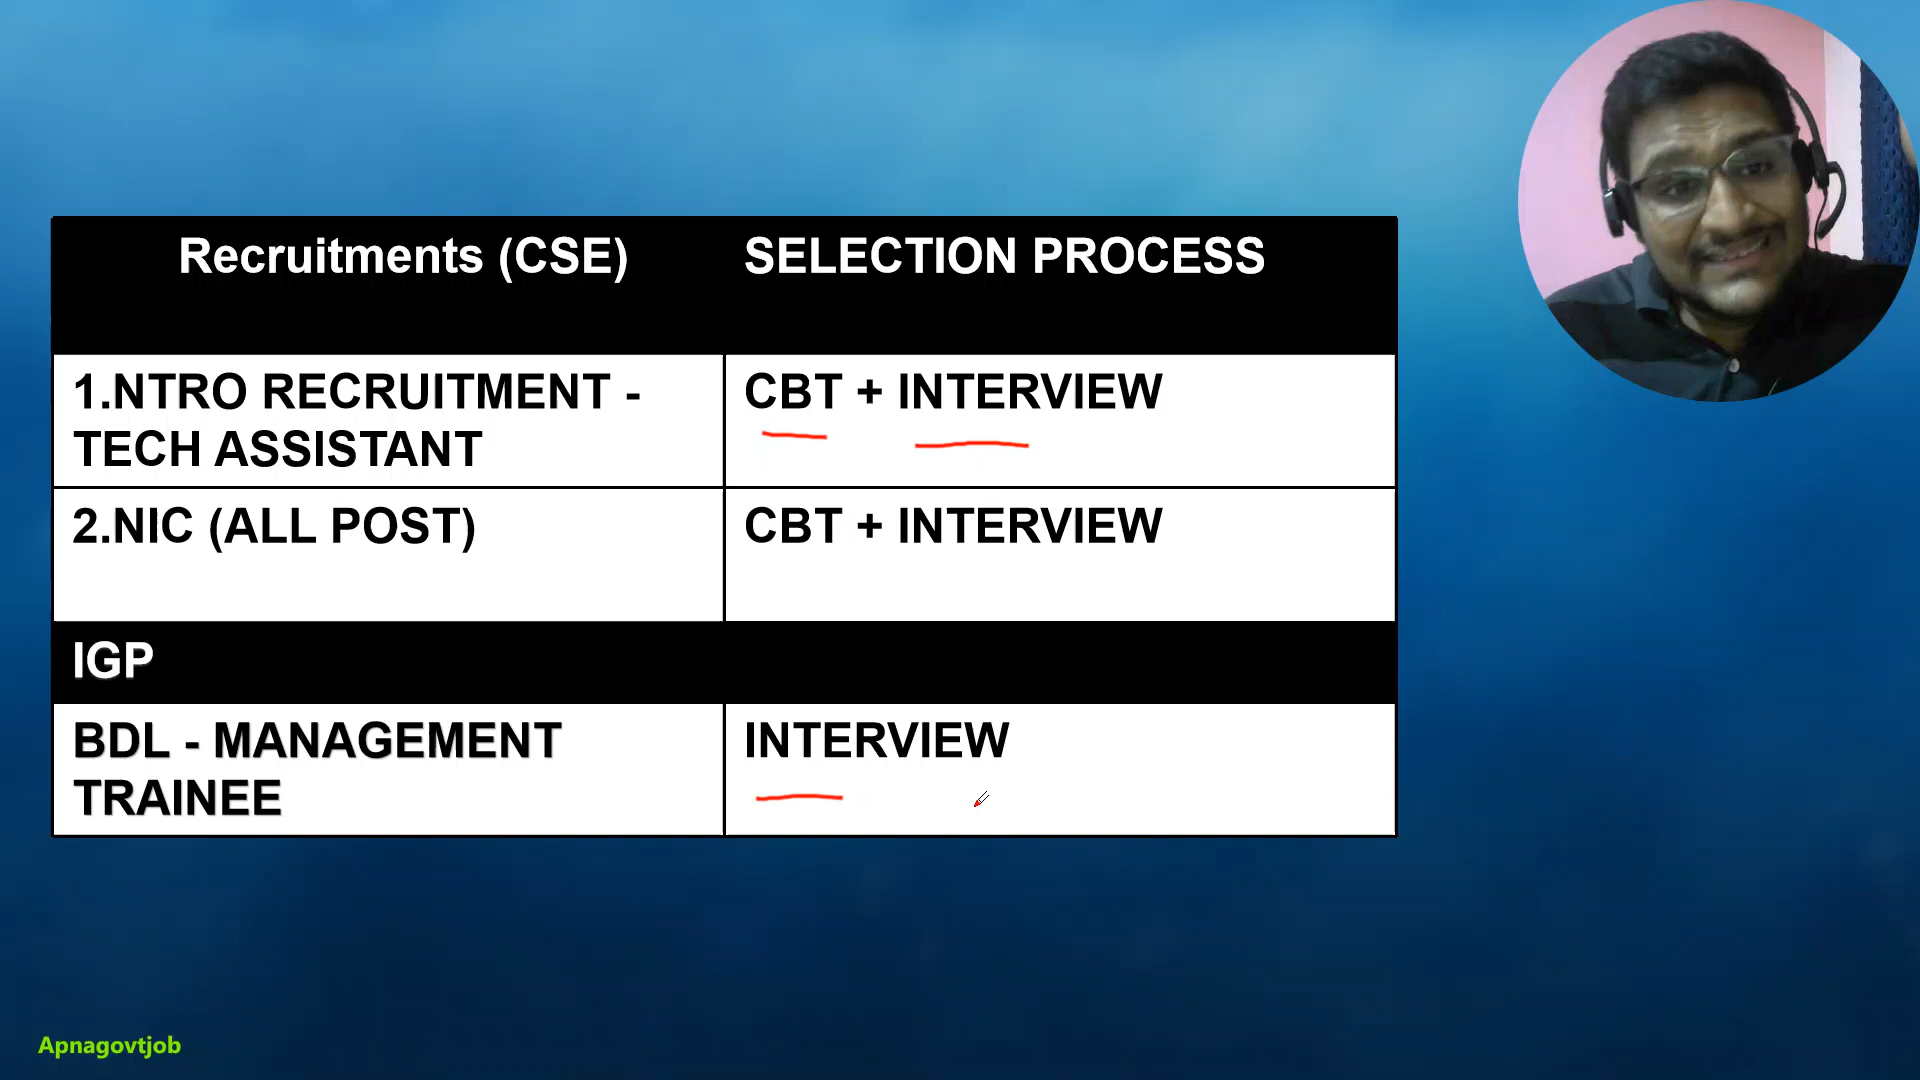 Recruitments (CSE)
SELECTION PROCESS
1.NTRO RECRUITMENT -
TECH ASSISTANT
CBT + INTERVIEW
2.NIC (ALL POST)
CBT + INTERVIEW
IGP
BDL - MANAGEMENT
TRAINEE
INTERVIEW
Apnagovtjob